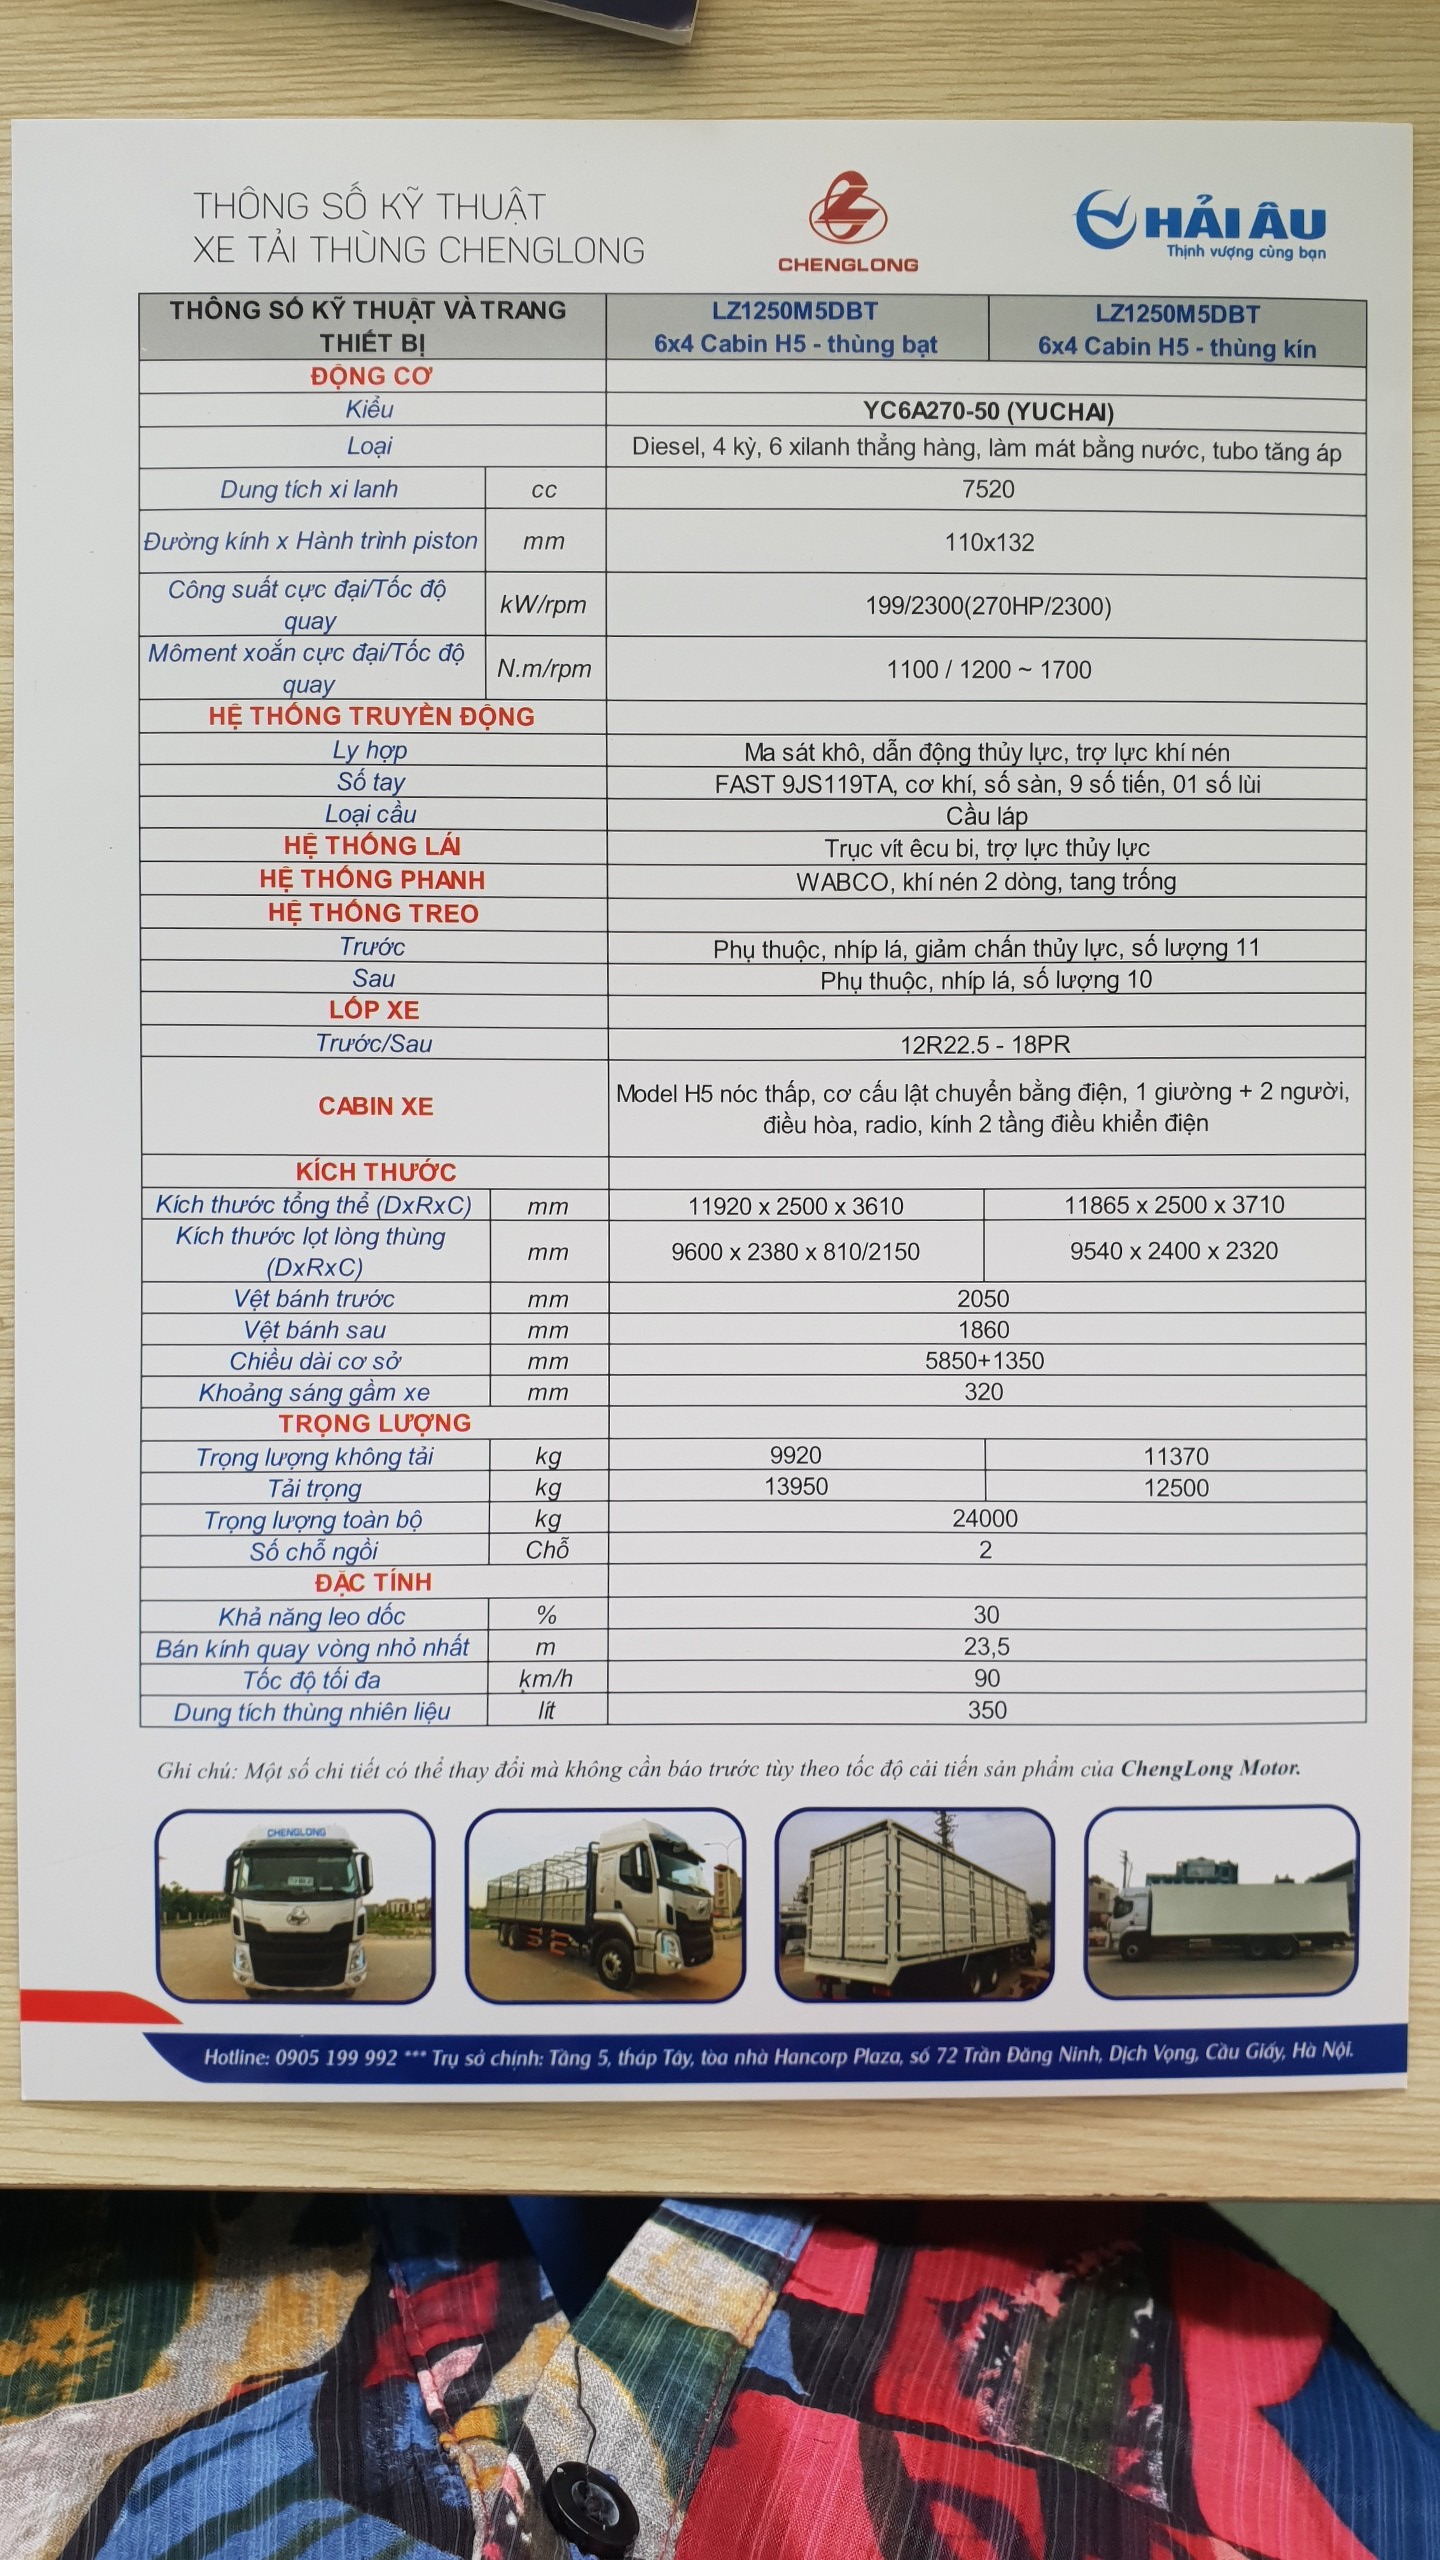 THÔNG SỐ KỸ THUẬT
XE TẢI THÙNG CHENGLONG
CHENGLONG
HẢI ÂU
Thịnh vượng cùng bạn
THÔNG SỐ KỸ THUẬT VÀ TRANG THIẾT BỊ
LZ1250M5DBT
6x4 Cabin H5 - thùng bạt
LZ1250M5DBT
6x4 Cabin H5 - thùng kín
ĐỘNG CƠ
Kiểu YC6A270-50 (YUCHAI)
Loại Diesel, 4 kỳ, 6 xilanh thẳng hàng, làm mát bằng nước, tubo tăng áp
Dung tích xi lanh cc 7520
Đường kính x Hành trình piston mm 110x132
Công suất cực đại/Tốc độ quay kW/rpm 199/2300(270HP/2300)
Môment xoắn cực đại/Tốc độ quay N.m/rpm 1100 / 1200 ~ 1700
HỆ THỐNG TRUYỀN ĐỘNG
Ly hợp Ma sát khô, dẫn động thủy lực, trợ lực khí nén
Số tay FAST 9JS119TA, cơ khí, số sàn, 9 số tiến, 01 số lùi
Loại cầu Cầu láp
HỆ THỐNG LÁI Trục vít êcu bi, trợ lực thủy lực
HỆ THỐNG PHANH WABCO, khí nén 2 dòng, tang trống
HỆ THỐNG TREO
Trước Phụ thuộc, nhíp lá, giảm chấn thủy lực, số lượng 11
Sau Phụ thuộc, nhíp lá, số lượng 10
LỐP XE
Trước/Sau 12R22.5 - 18PR
CABIN XE Model H5 nóc thấp, cơ cấu lật chuyển bằng điện, 1 giường + 2 người,
điều hòa, radio, kính 2 tầng điều khiển điện
KÍCH THƯỚC
Kích thước tổng thể (DxRxC) mm 11920 x 2500 x 3610 11865 x 2500 x 3710
Kích thước lọt lòng thùng (DxRxC) mm 9600 x 2380 x 810/2150 9540 x 2400 x 2320
Vệt bánh trước mm 2050
Vệt bánh sau mm 1860
Chiều dài cơ sở mm 5850+1350
Khoảng sáng gầm xe mm 320
TRỌNG LƯỢNG
Trọng lượng không tải kg 9920 11370
Tải trọng kg 13950 12500
Trọng lượng toàn bộ kg 24000
Số chỗ ngồi Chỗ 2
ĐẶC TÍNH
Khả năng leo dốc % 30
Bán kính quay vòng nhỏ nhất m 23,5
Tốc độ tối đa km/h 90
Dung tích thùng nhiên liệu lít 350
Ghi chú: Một số chi tiết có thể thay đổi mà không cần báo trước tùy theo tốc độ cải tiến sản phẩm của ChengLong Motor.
CHENGLONG
Hotline: 0905 199 992 *** Trụ sở chính: Tầng 5, tháp Tây, tòa nhà Hancorp Plaza, số 72 Trần Đăng Ninh, Dịch Vọng, Cầu Giấy, Hà Nội.